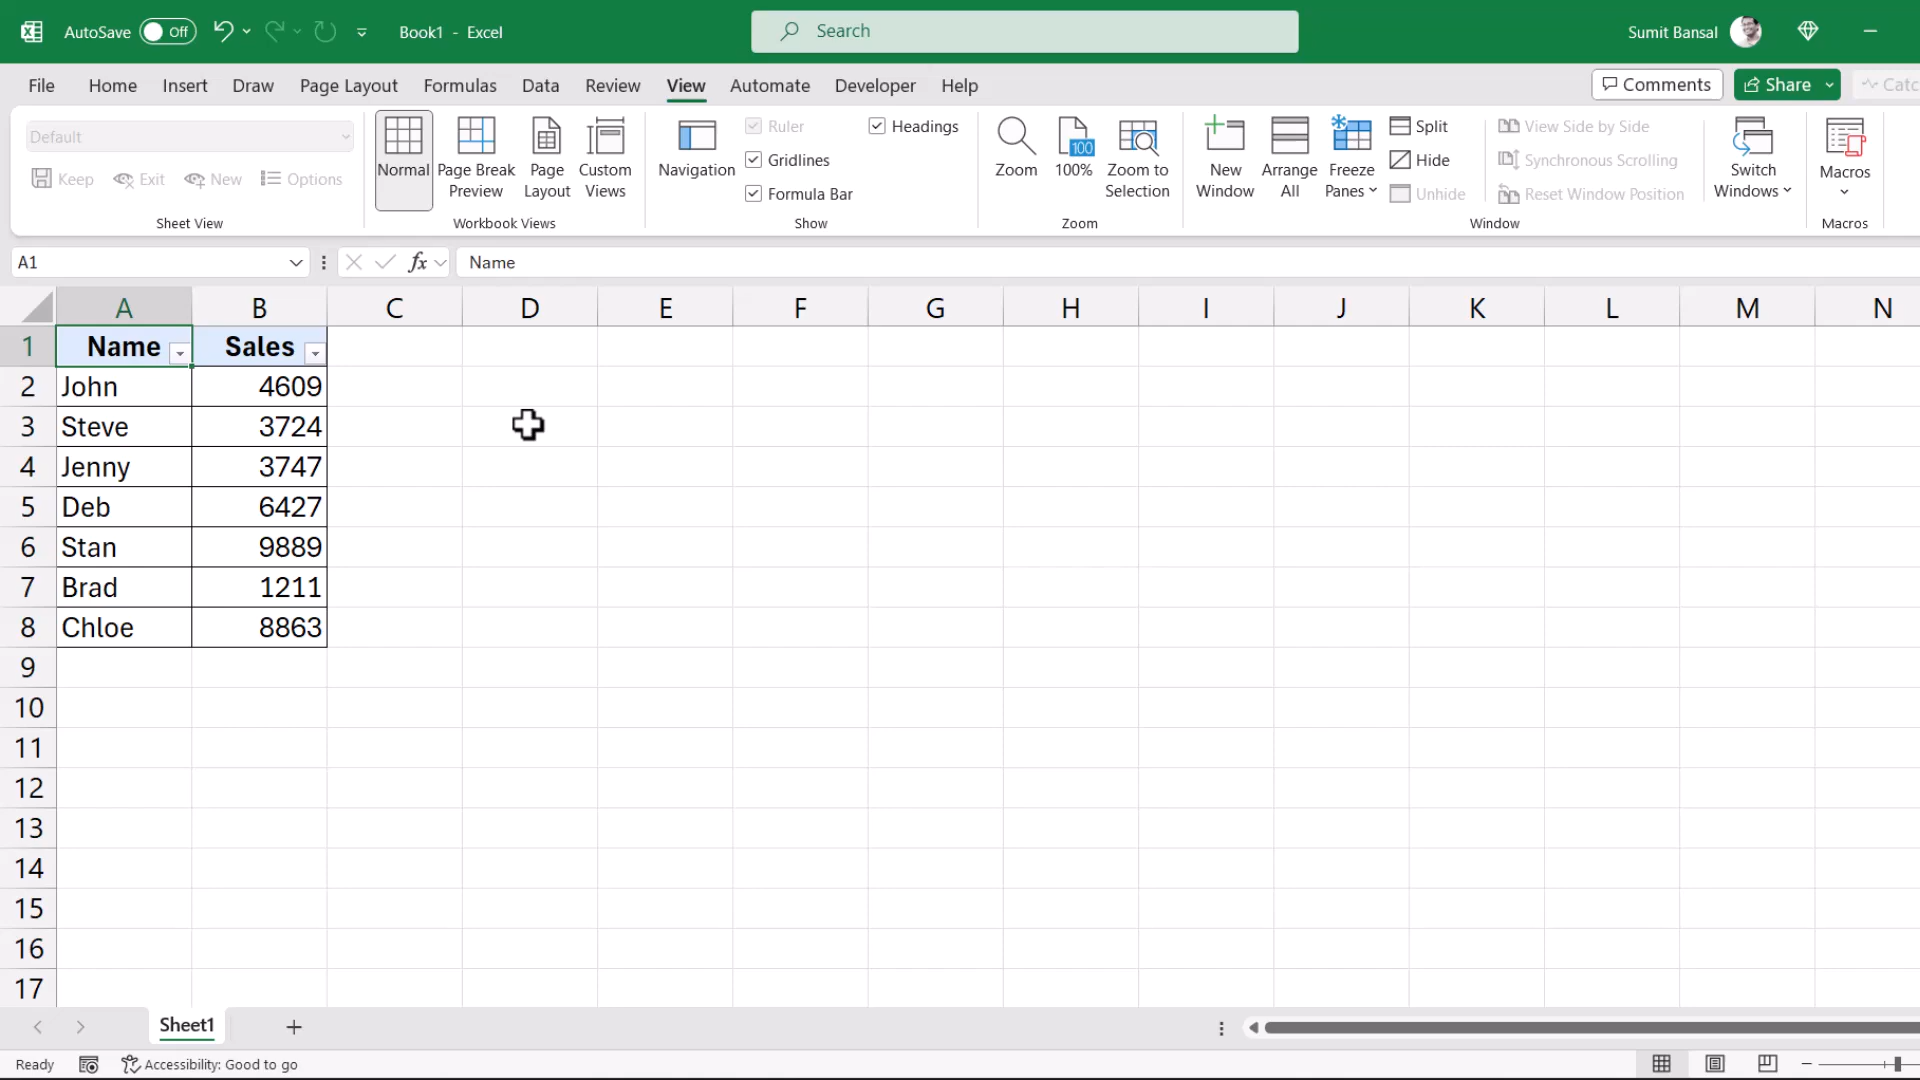 AutoSave Off Book1 - Excel Search Sumit Bansal
File Home Insert Draw Page Layout Formulas Data Review View Automate Developer Help Comments Share Catc
Default
Keep Exit New Options
Sheet View
Normal Page Break Preview Page Layout Custom Views
Workbook Views
Navigation Ruler Headings
Gridlines
Formula Bar
Show
Zoom 100% Zoom to Selection
100
Zoom
New Window Arrange All Freeze Panes Split
Hide
Unhide
View Side by Side
Synchronous Scrolling
Reset Window Position
Switch Windows
Window
Macros
Macros
A1 fx Name
A B C D E F G H I J K L M N
1 Name Sales
2 John 4609
3 Steve 3724
4 Jenny 3747
5 Deb 6427
6 Stan 9889
7 Brad 1211
8 Chloe 8863
9
10
11
12
13
14
15
16
17
Sheet1
Ready Accessibility: Good to go